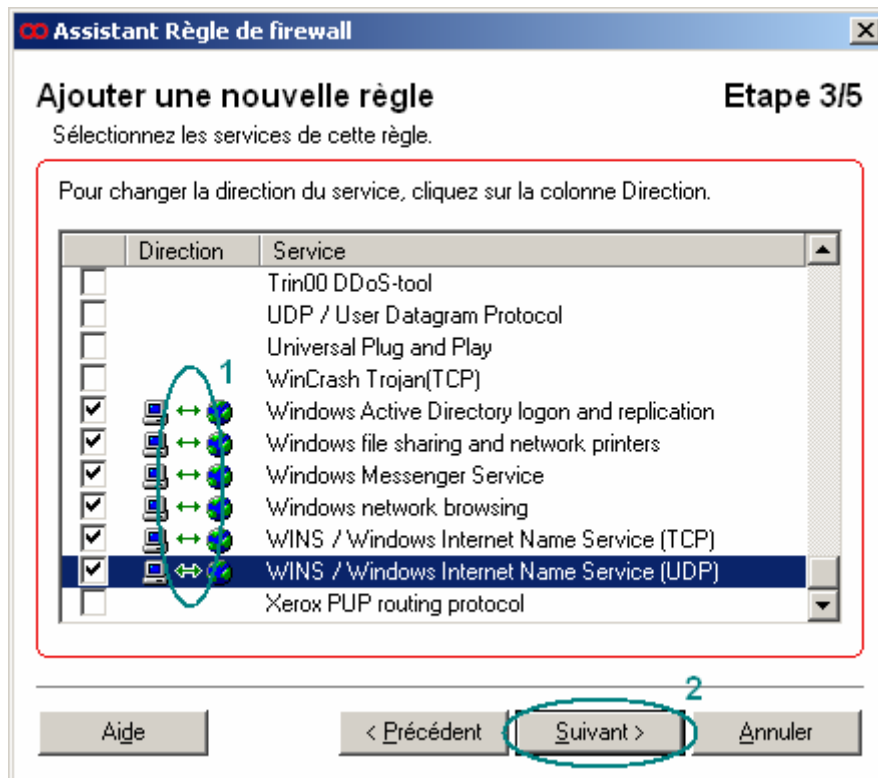 Assistant Règle de firewall
Ajouter une nouvelle règle Etape 3/5
Sélectionnez les services de cette règle.
Pour changer la direction du service, cliquez sur la colonne Direction.
Direction Service
Trin00 DDoS-tool
UDP / User Datagram Protocol
Universal Plug and Play
1
WinCrash Trojan(TCP)
Windows Active Directory logon and replication
Windows file sharing and network printers
Windows Messenger Service
Windows network browsing
WINS / Windows Internet Name Service (TCP)
WINS / Windows Internet Name Service (UDP)
Xerox PUP routing protocol
2
Aide < Précédent Suivant > Annuler